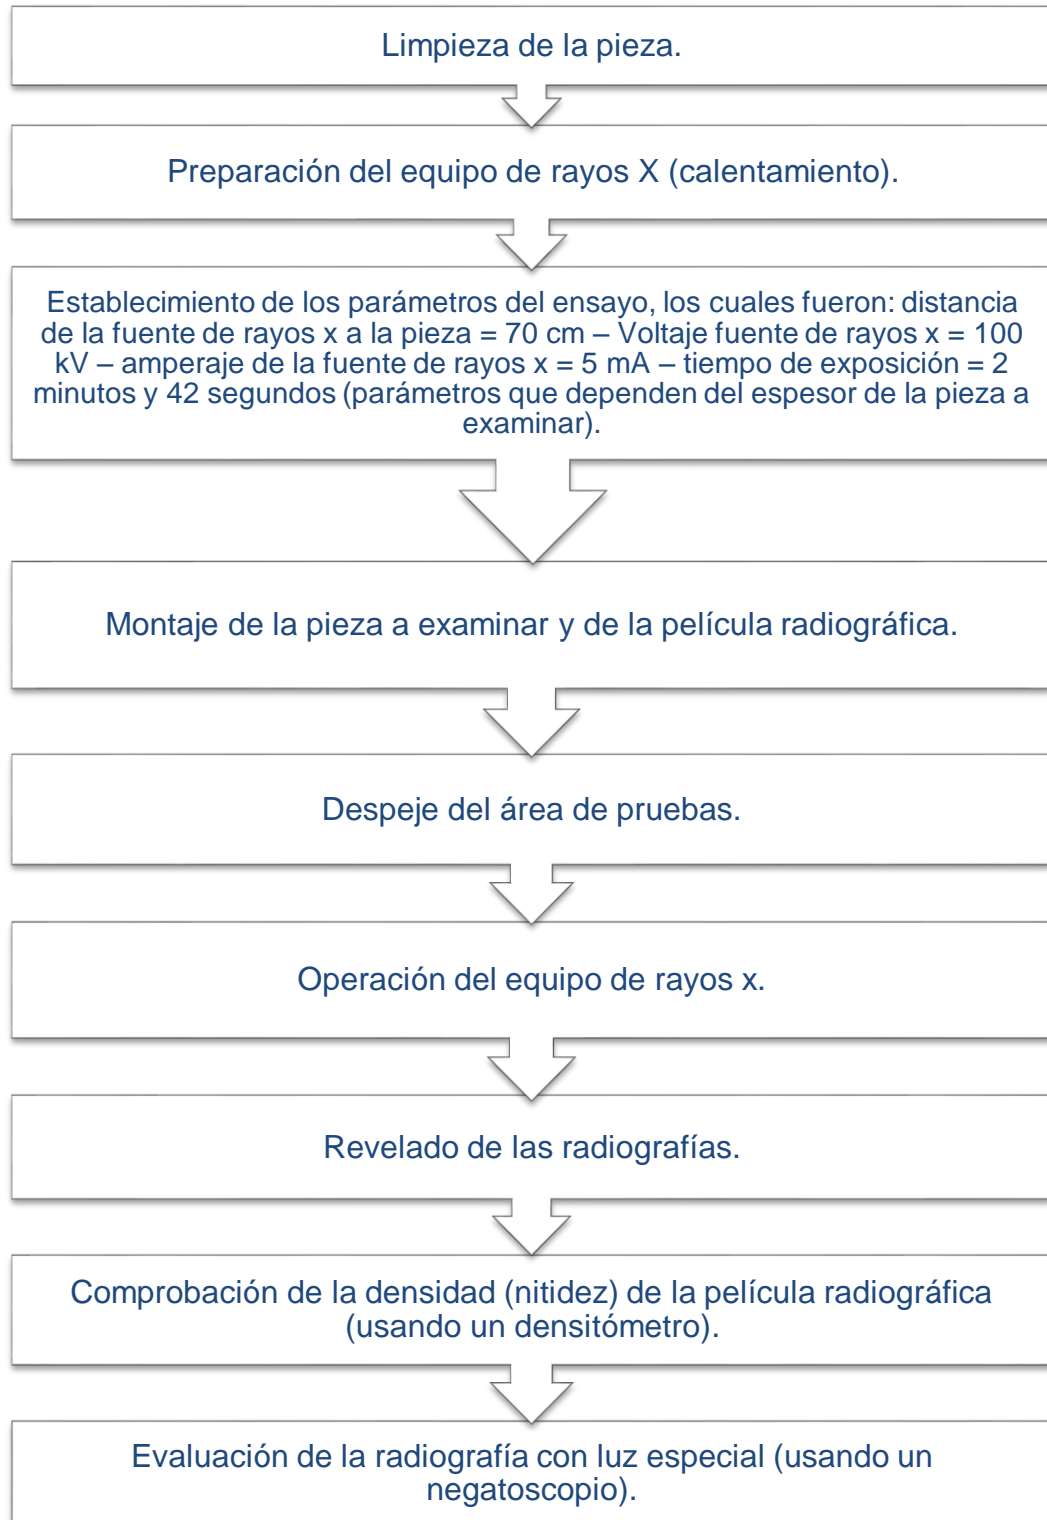 Limpieza de la pieza.
Preparación del equipo de rayos X (calentamiento).
Establecimiento de los parámetros del ensayo, los cuales fueron: distancia
de la fuente de rayos x a la pieza = 70 cm – Voltaje fuente de rayos x = 100
kV – amperaje de la fuente de rayos x = 5 mA – tiempo de exposición = 2
minutos y 42 segundos (parámetros que dependen del espesor de la pieza a
examinar).
Montaje de la pieza a examinar y de la película radiográfica.
Despeje del área de pruebas.
Operación del equipo de rayos x.
Revelado de las radiografías.
Comprobación de la densidad (nitidez) de la película radiográfica
(usando un densitómetro).
Evaluación de la radiografía con luz especial (usando un
negatoscopio).